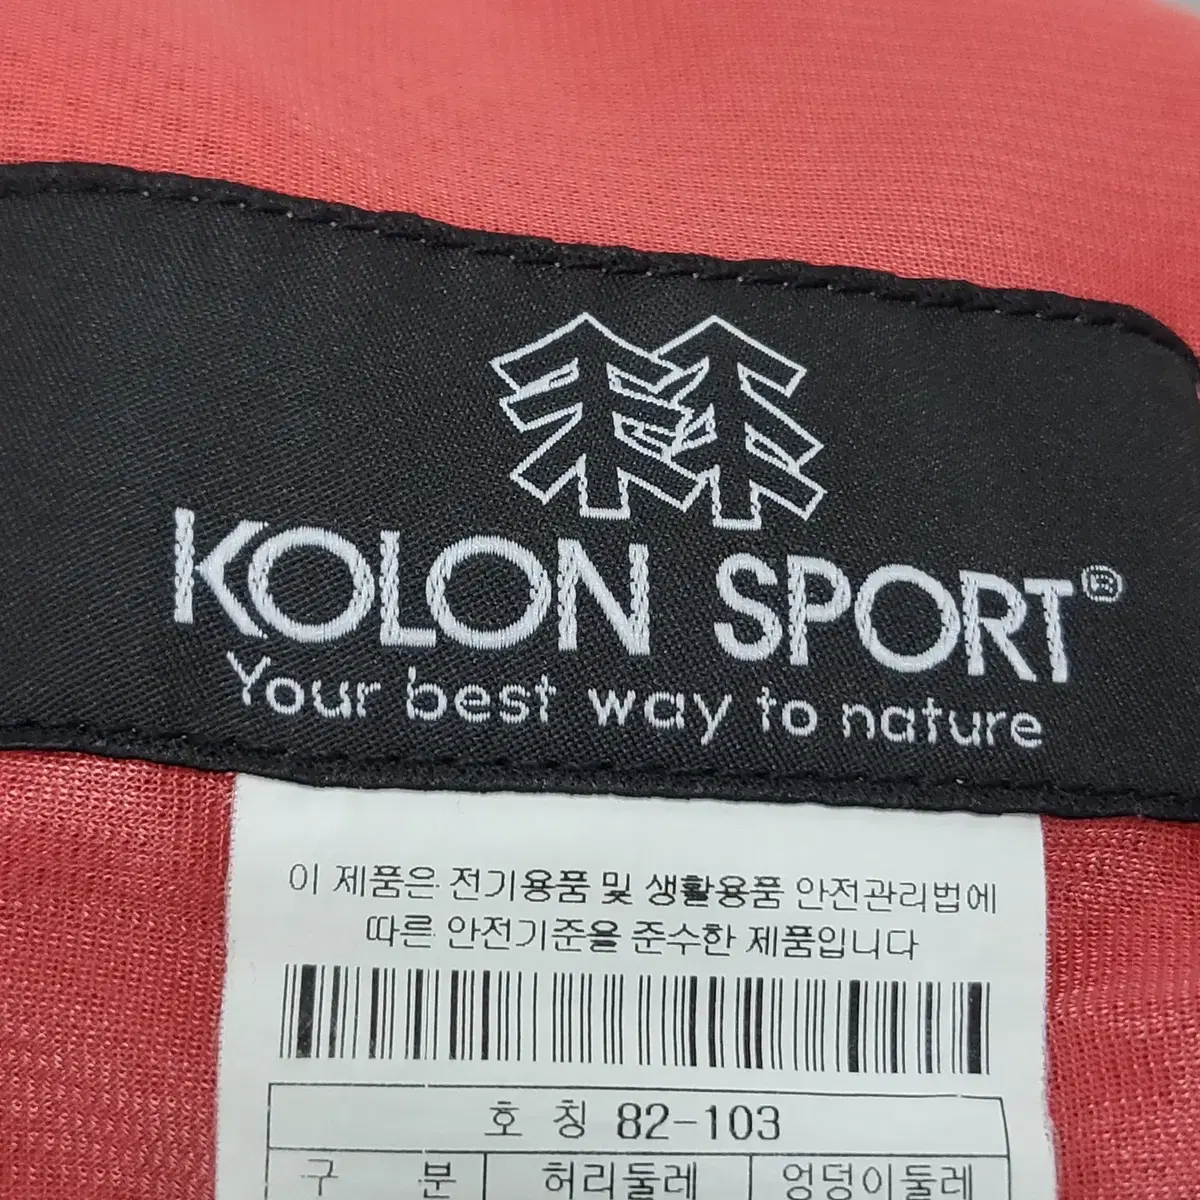 KOLON SPORT®
Your best way to nature
이 제품은 전기용품 및 생활용품 안전관리법에
따른 안전기준을 준수한 제품입니다
호 칭 82-103
구 분 허리둘레 엉덩이둘레